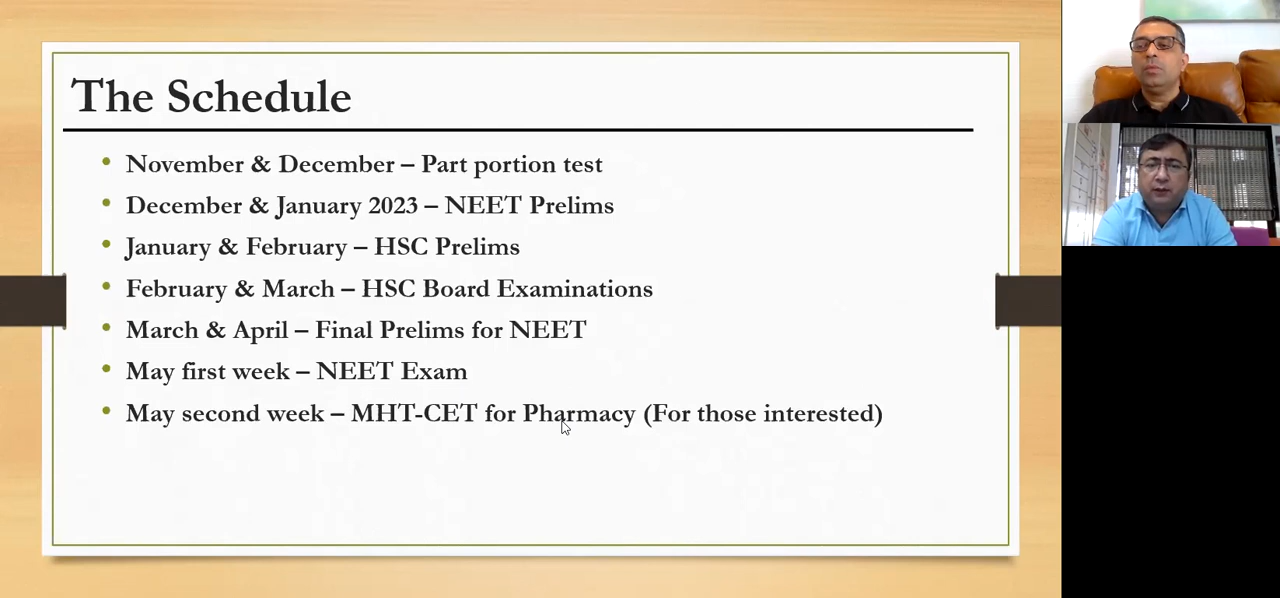 The Schedule
November & December – Part portion test
December & January 2023 – NEET Prelims
January & February – HSC Prelims
February & March – HSC Board Examinations
March & April – Final Prelims for NEET
May first week – NEET Exam
May second week – MHT-CET for Pharmacy (For those interested)